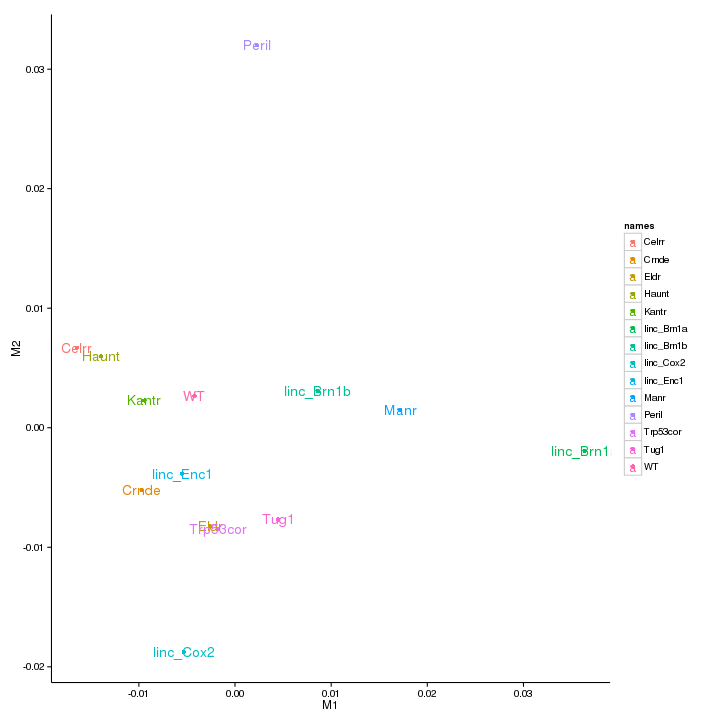 Peril
0.03
0.02
names
Celrr
Crnde
Eldr
0.01
Haunt
Kantr
linc_Brn1a
linc_Brn1b
linc_Cox2
linc_Enc1
Manr
Peril
Trp53cor
Tug1
WT
M2
Celrr
Haunt
Kantr
WT
linc_Brn1b
Manr
0.00
linc_Brn1
linc_Enc1
Crnde
Eldr
Trp53cor
Tug1
-0.01
linc_Cox2
-0.02
-0.01
0.00
0.01
0.02
0.03
M1